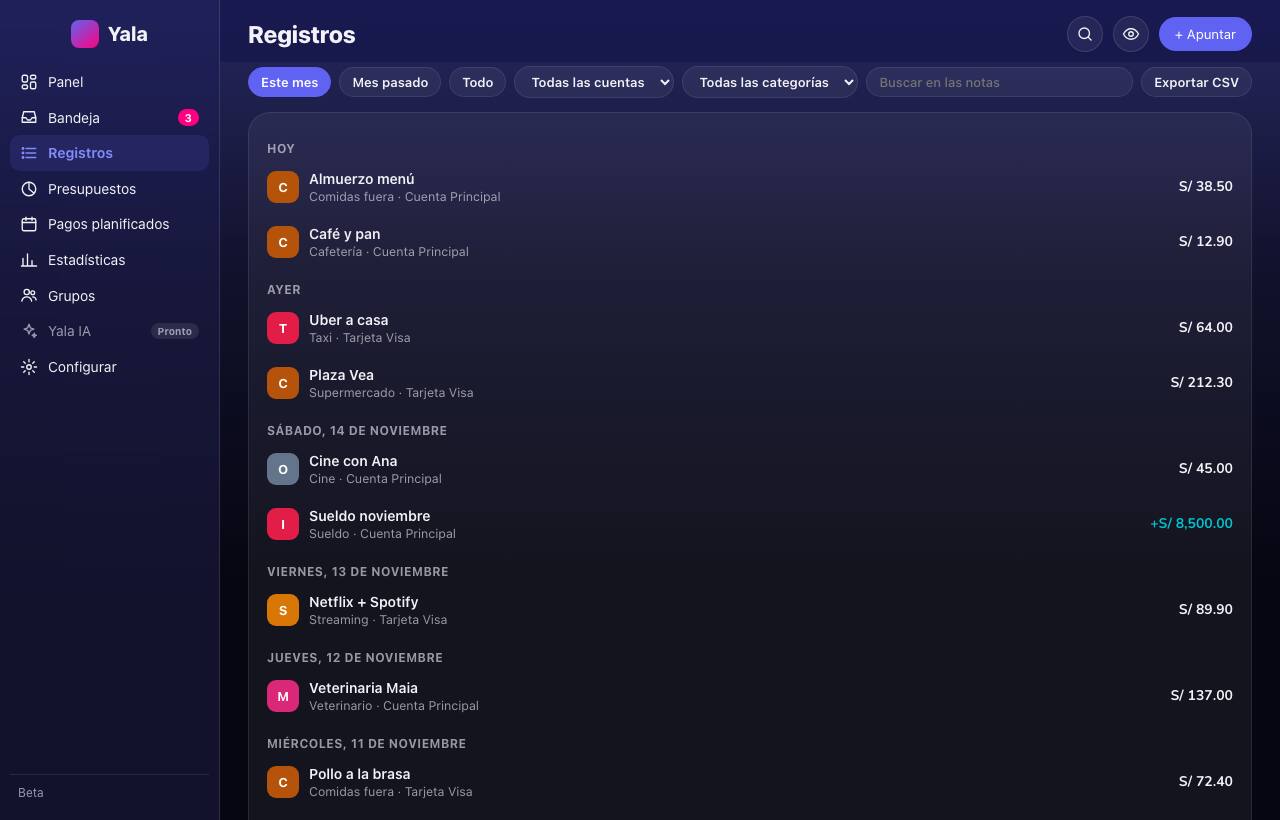 Yala
Panel
Bandeja 3
Registros
Presupuestos
Pagos planificados
Estadísticas
Grupos
Yala IA Pronto
Configurar
Beta
Registros
+ Apuntar
Este mes Mes pasado Todo Todas las cuentas Todas las categorías Buscar en las notas Exportar CSV
HOY
C Almuerzo menú S/ 38.50
Comidas fuera · Cuenta Principal
C Café y pan S/ 12.90
Cafetería · Cuenta Principal
AYER
T Uber a casa S/ 64.00
Taxi · Tarjeta Visa
C Plaza Vea S/ 212.30
Supermercado · Tarjeta Visa
SÁBADO, 14 DE NOVIEMBRE
O Cine con Ana S/ 45.00
Cine · Cuenta Principal
I Sueldo noviembre +S/ 8,500.00
Sueldo · Cuenta Principal
VIERNES, 13 DE NOVIEMBRE
S Netflix + Spotify S/ 89.90
Streaming · Tarjeta Visa
JUEVES, 12 DE NOVIEMBRE
M Veterinaria Maia S/ 137.00
Veterinario · Cuenta Principal
MIÉRCOLES, 11 DE NOVIEMBRE
C Pollo a la brasa S/ 72.40
Comidas fuera · Tarjeta Visa